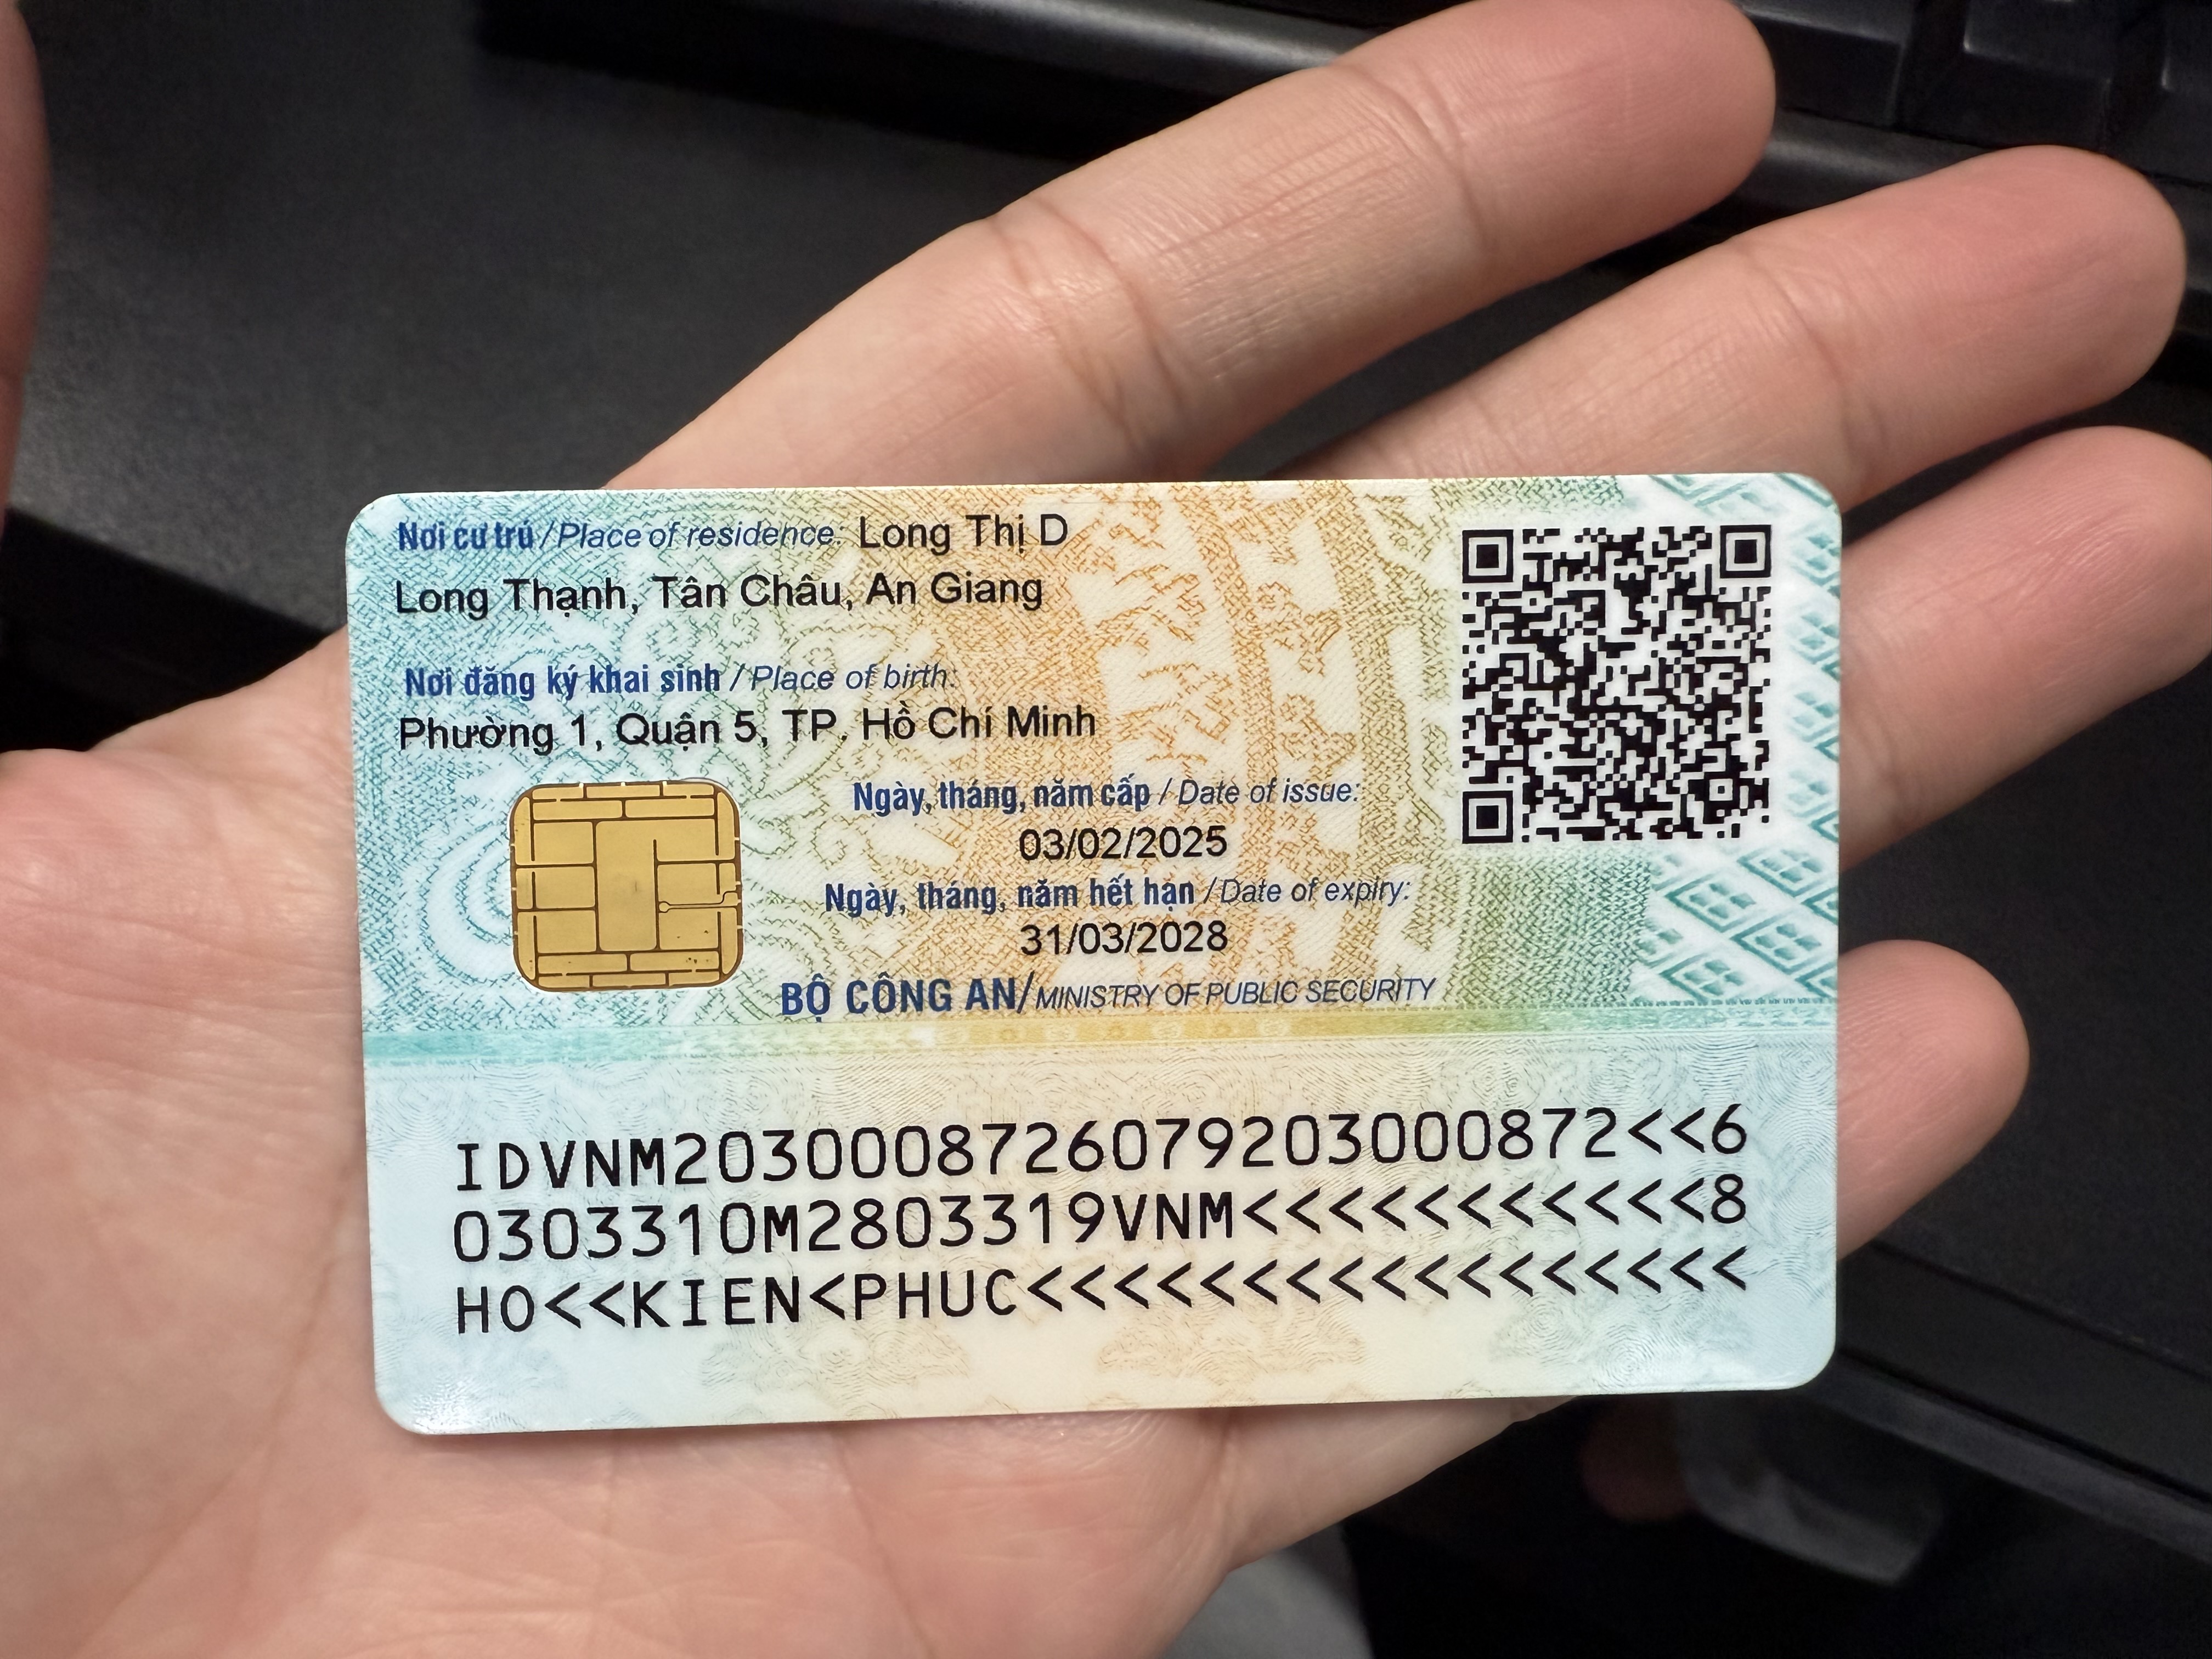 Nơi cư trú / Place of residence: Long Thị D
Long Thạnh, Tân Châu, An Giang
Nơi đăng ký khai sinh / Place of birth:
Phường 1, Quận 5, TP. Hồ Chí Minh
Ngày, tháng, năm cấp / Date of issue:
03/02/2025
Ngày, tháng, năm hết hạn / Date of expiry:
31/03/2028
BỘ CÔNG AN/MINISTRY OF PUBLIC SECURITY
IDVNM2030008726079203000872<<6
0303310M2803319VNM<<<<<<<<<<<8
HO<<KIEN<PHUC<<<<<<<<<<<<<<<<<